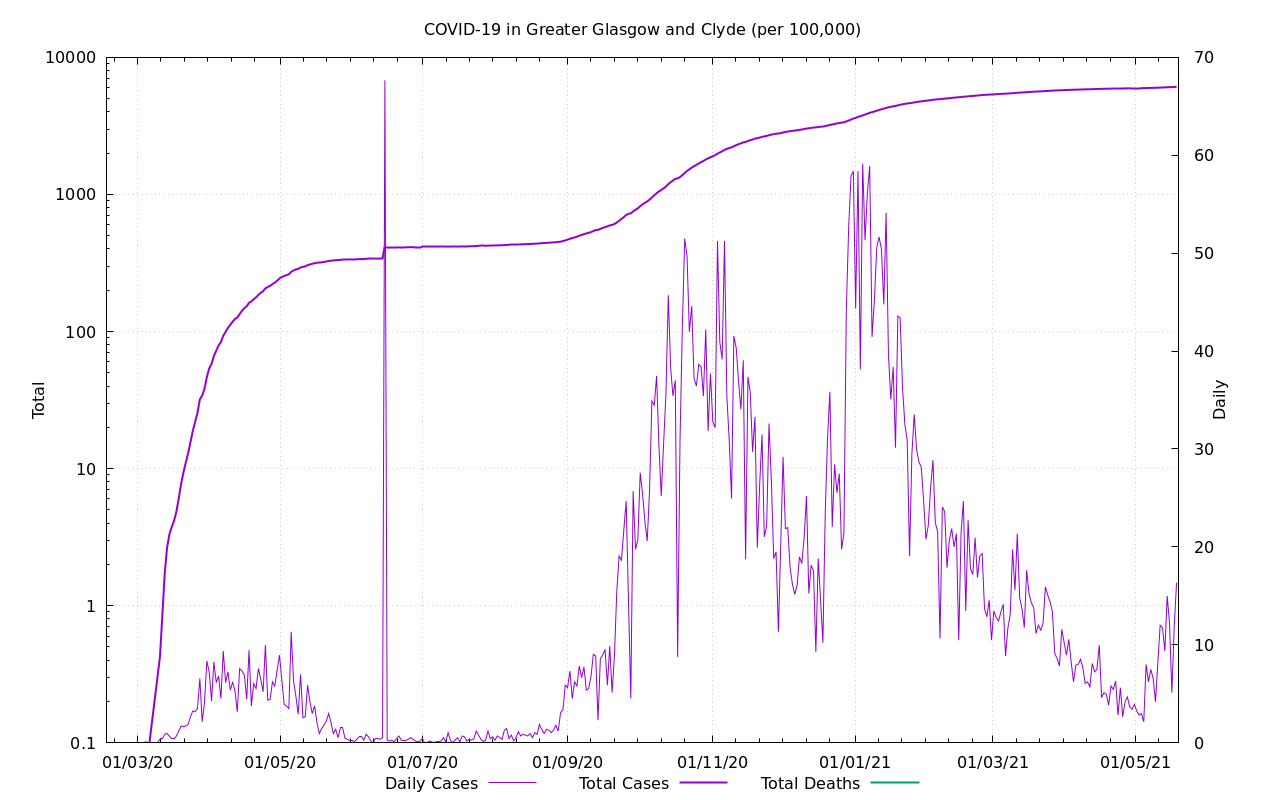 COVID-19 in Greater Glasgow and Clyde (per 100,000)
10000
1000
100
10
1
0.1
Total
70
60
50
40
30
20
10
0
Daily
01/03/20 01/05/20 01/07/20 01/09/20 01/11/20 01/01/21 01/03/21 01/05/21
Daily Cases Total Cases Total Deaths